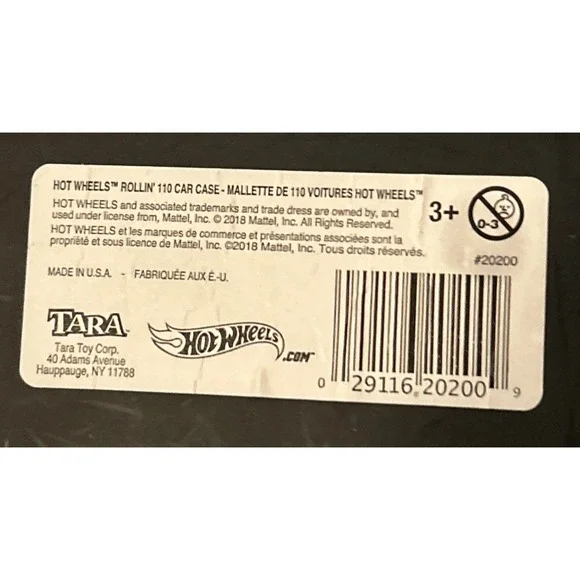 HOT WHEELS™ ROLLIN' 110 CAR CASE - MALLETTE DE 110 VOITURES HOT WHEELS™
HOT WHEELS and associated trademarks and trade dress are owned by, and
used under license from, Mattel, Inc. © 2018 Mattel, Inc. All Rights Reserved.
HOT WHEELS et les marques de commerce et présentations associées sont la
propriété et sous licence de Mattel, Inc. ©2018 Mattel, Inc. Tous droits réservés.
3+
0-3
#20200
MADE IN U.S.A. - FABRIQUÉE AUX É.-U.
TARA
Tara Toy Corp.
40 Adams Avenue
Hauppauge, NY 11788
HOT WHEELS
.COM™
0 29116 20200 9